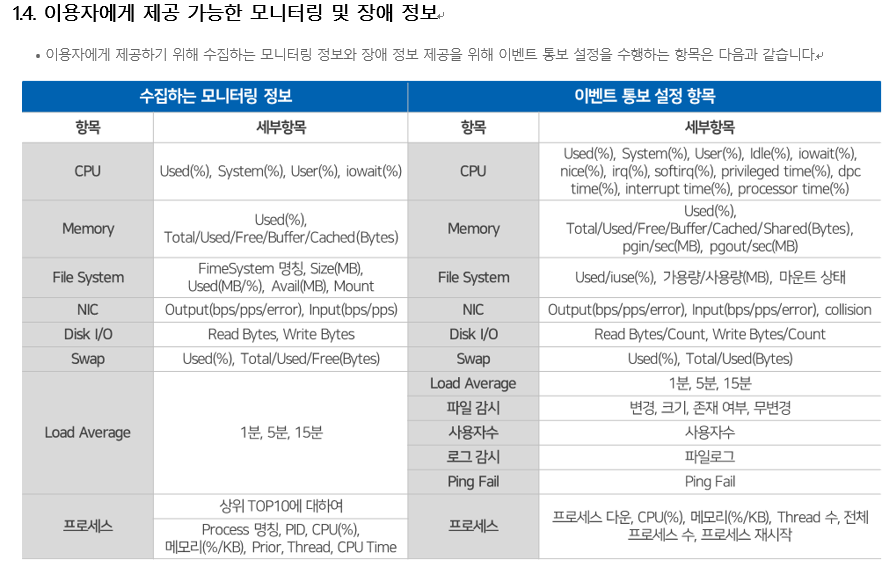 1.4. 이용자에게 제공 가능한 모니터링 및 장애 정보
• 이용자에게 제공하기 위해 수집하는 모니터링 정보와 장애 정보 제공을 위해 이벤트 통보 설정을 수행하는 항목은 다음과 같습니다.
수집하는 모니터링 정보 이벤트 통보 설정 항목
항목 세부항목 항목 세부항목
CPU Used(%), System(%), User(%), iowait(%) CPU
Used(%), System(%), User(%), Idle(%), iowait(%),
nice(%), irq(%), softirq(%), privileged time(%), dpc
time(%), interrupt time(%), processor time(%)
Memory
Used(%),
Total/Used/Free/Buffer/Cached(Bytes)
Memory
Used(%),
Total/Used/Free/Buffer/Cached/Shared(Bytes),
pgin/sec(MB), pgout/sec(MB)
File System
FimeSystem 명칭, Size(MB),
Used(MB/%), Avail(MB), Mount
File System Used/iuse(%), 가용량/사용량(MB), 마운트 상태
NIC Output(bps/pps/error), Input(bps/pps) NIC Output(bps/pps/error), Input(bps/pps/error), collision
Disk I/O Read Bytes, Write Bytes Disk I/O Read Bytes/Count, Write Bytes/Count
Swap Used(%), Total/Used/Free(Bytes) Swap Used(%), Total/Used(Bytes)
Load Average 1분, 5분, 15분
Load Average 1분, 5분, 15분
파일 감시 변경, 크기, 존재 여부, 무변경
사용자수 사용자수
로그 감시 파일로그
Ping Fail Ping Fail
프로세스
상위 TOP10에 대하여
Process 명칭, PID, CPU(%),
메모리(%/KB), Prior, Thread, CPU Time
프로세스
프로세스 다운, CPU(%), 메모리(%/KB), Thread 수, 전체
프로세스 수, 프로세스 재시작